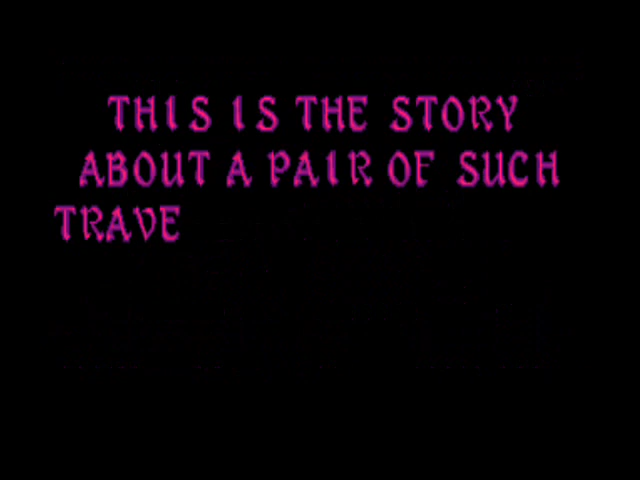 THIS IS THE STORY
ABOUT A PAIR OF SUCH
TRAVE